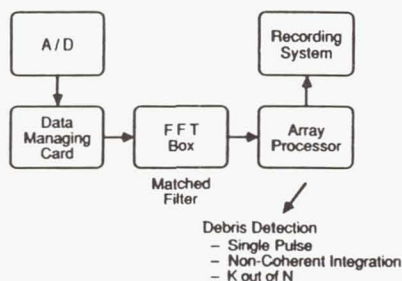 A / D
Recording
System
Data
Managing
Card
F F T
Box
Array
Processor
Matched
Filter
Debris Detection
– Single Pulse
– Non-Coherent Integration
– K out of N